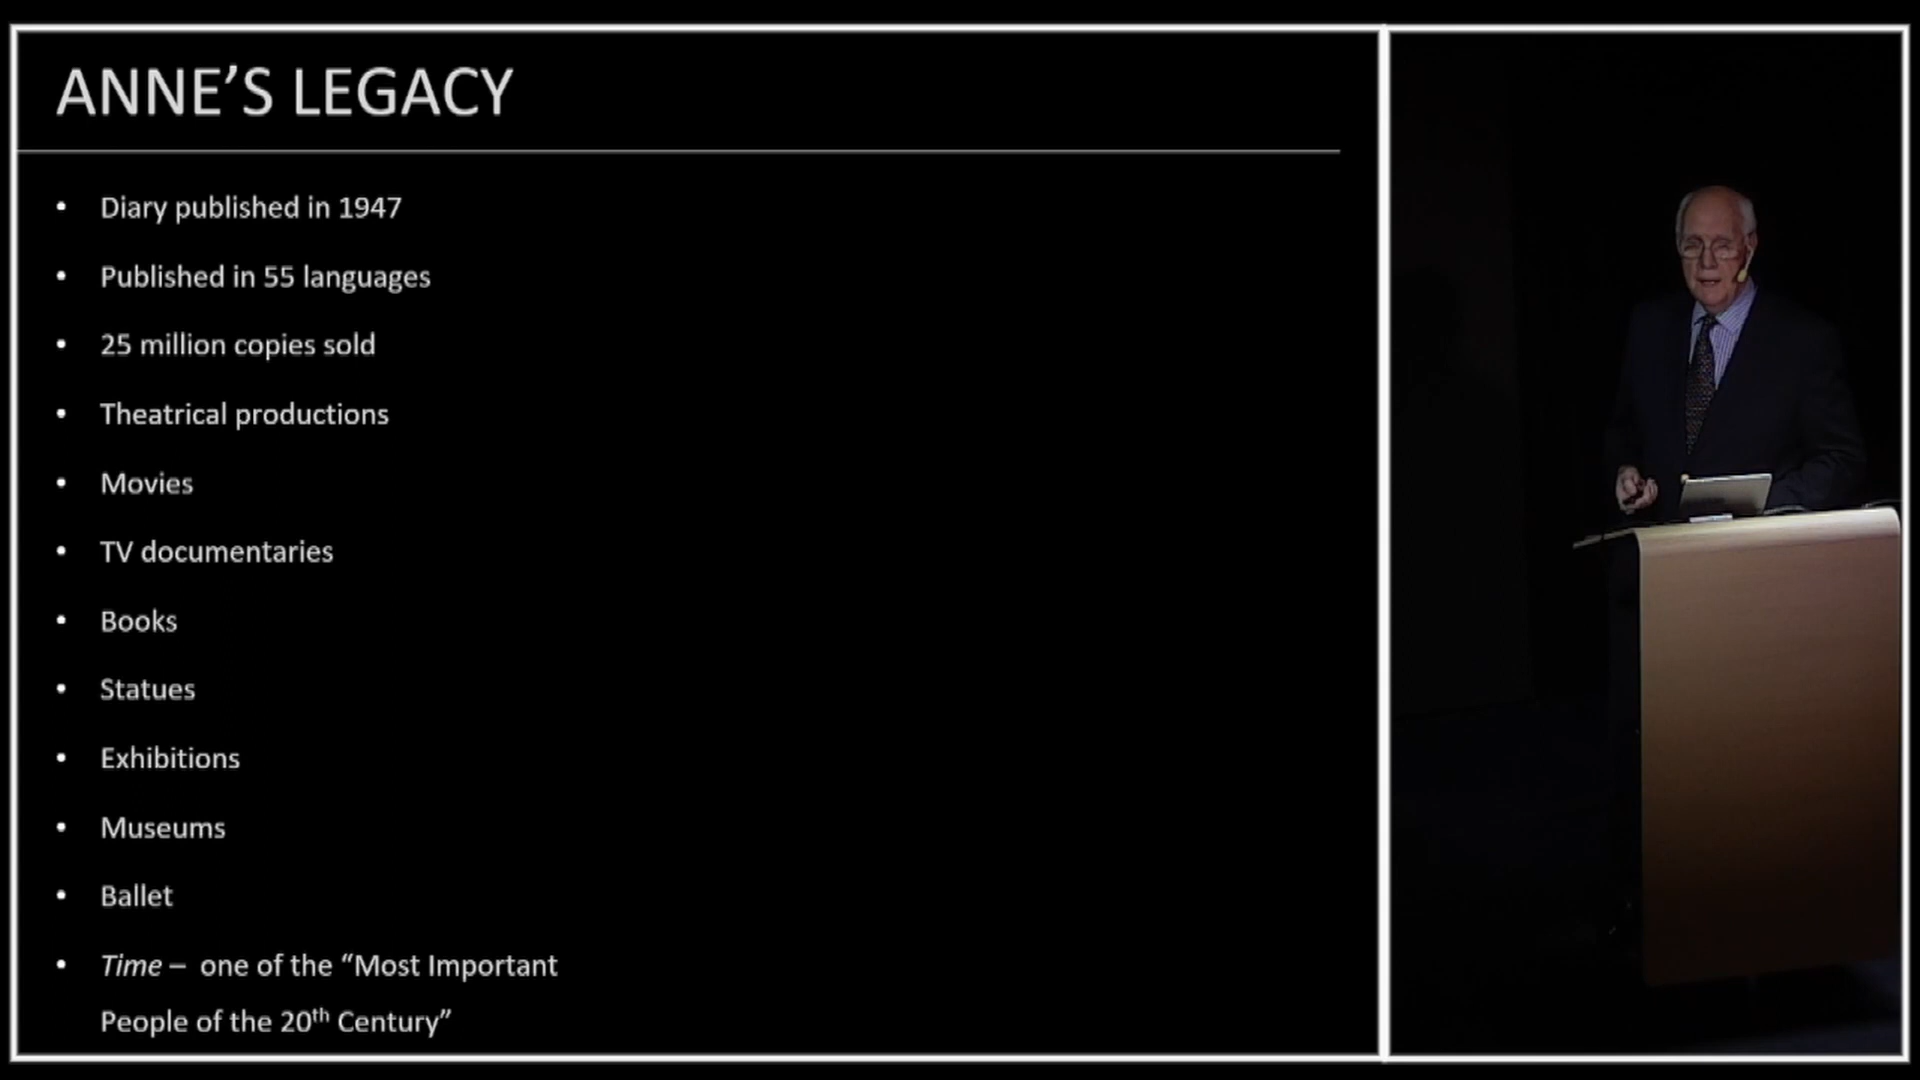 ANNE’S LEGACY
• Diary published in 1947
• Published in 55 languages
• 25 million copies sold
• Theatrical productions
• Movies
• TV documentaries
• Books
• Statues
• Exhibitions
• Museums
• Ballet
• Time – one of the “Most Important
People of the 20th Century”